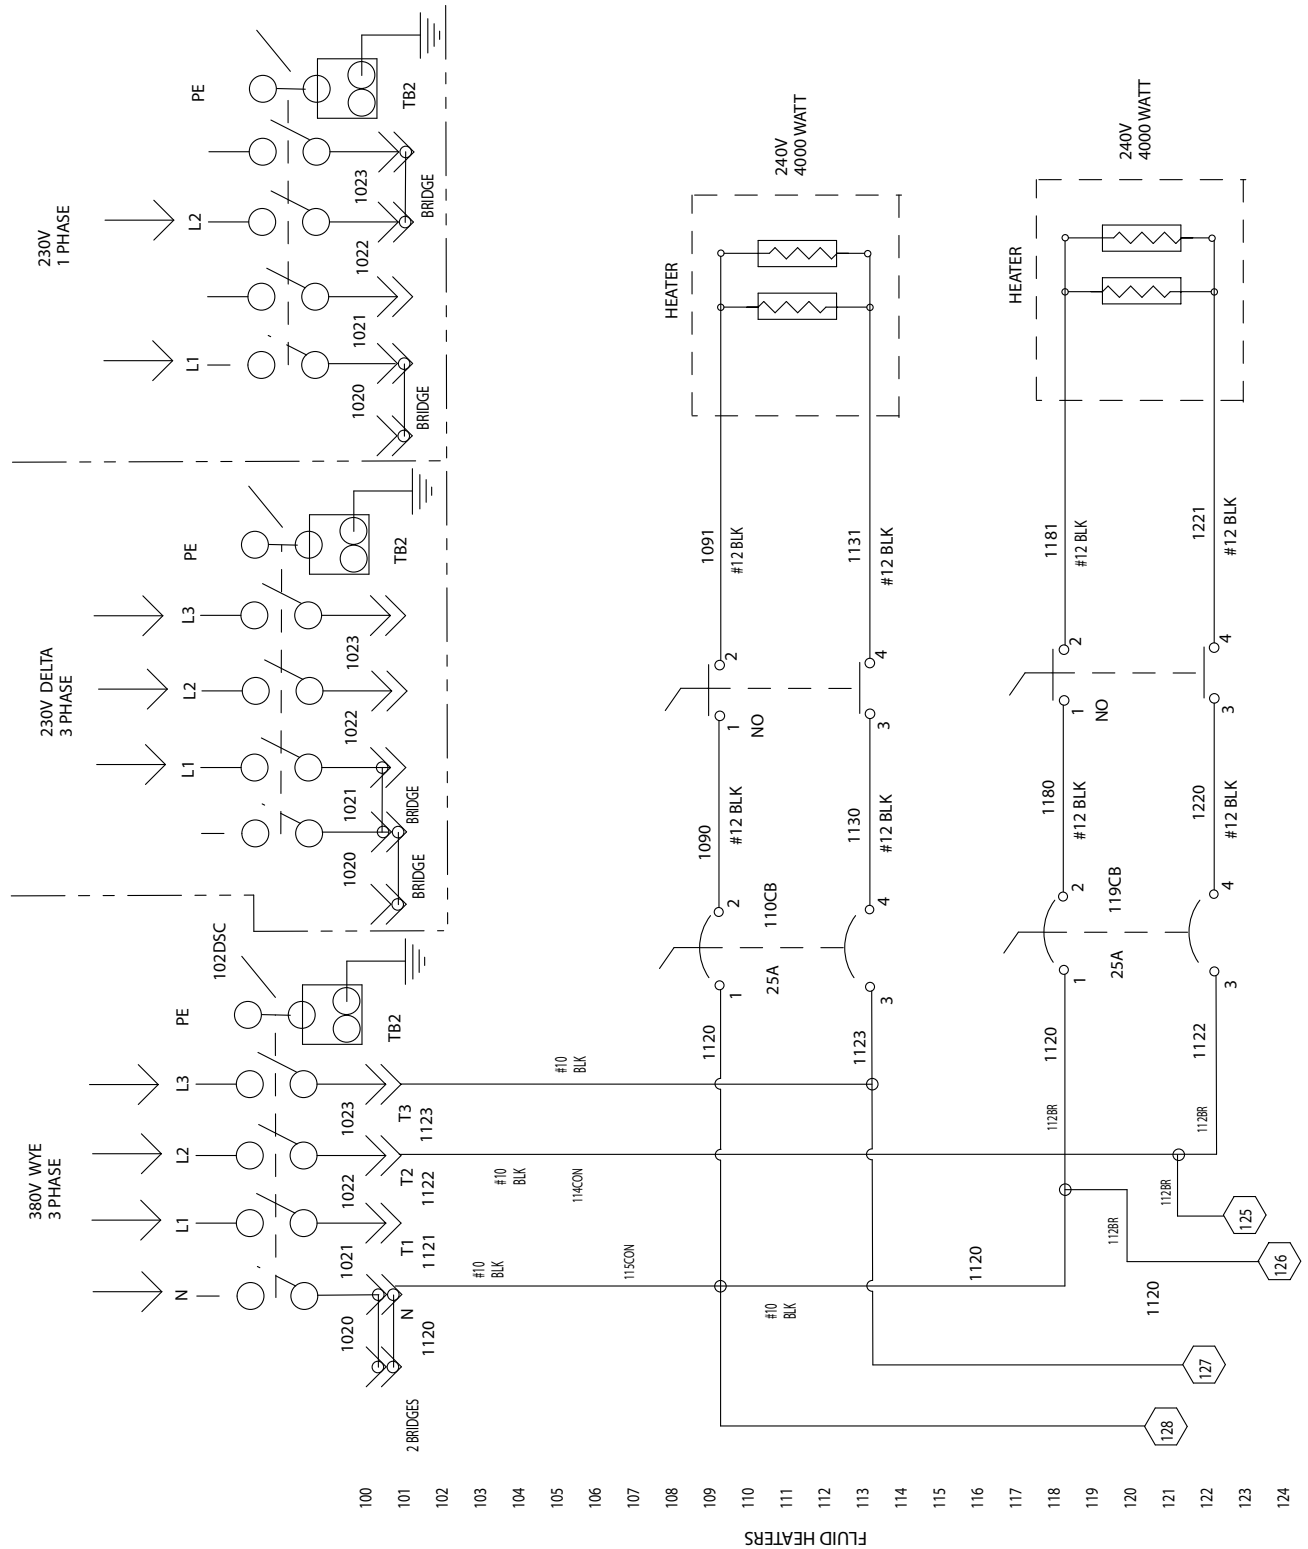 380V WYE
3 PHASE
N
L1
L2
L3
PE
102DSC
1020
1021
1022
1023
TB2
N
1120
T1
1121
T2
1122
T3
1123
2 BRIDGES
230V DELTA
3 PHASE
L1
L2
L3
PE
1020
1021
1022
1023
TB2
BRIDGE
BRIDGE
230V
1 PHASE
L1
L2
PE
1020
1021
1022
1023
TB2
BRIDGE
BRIDGE
#10
BLK
115CON
#10
BLK
114CON
#10
BLK
#10
BLK
1120
1120
1
2
110CB
25A
1090
#12 BLK
1
2
NO
1091
#12 BLK
HEATER
240V
4000 WATT
1123
3
4
1130
#12 BLK
3
4
1131
#12 BLK
1120
112BR
112BR
1120
1
2
119CB
25A
1180
#12 BLK
1
2
NO
1181
#12 BLK
HEATER
240V
4000 WATT
112BR
112BR
1122
3
4
1220
#12 BLK
3
4
1221
#12 BLK
125
126
127
128
100
101
102
103
104
105
106
107
108
109
110
111
112
113
114
115
116
117
118
119
120
121
122
123
124
FLUID HEATERS